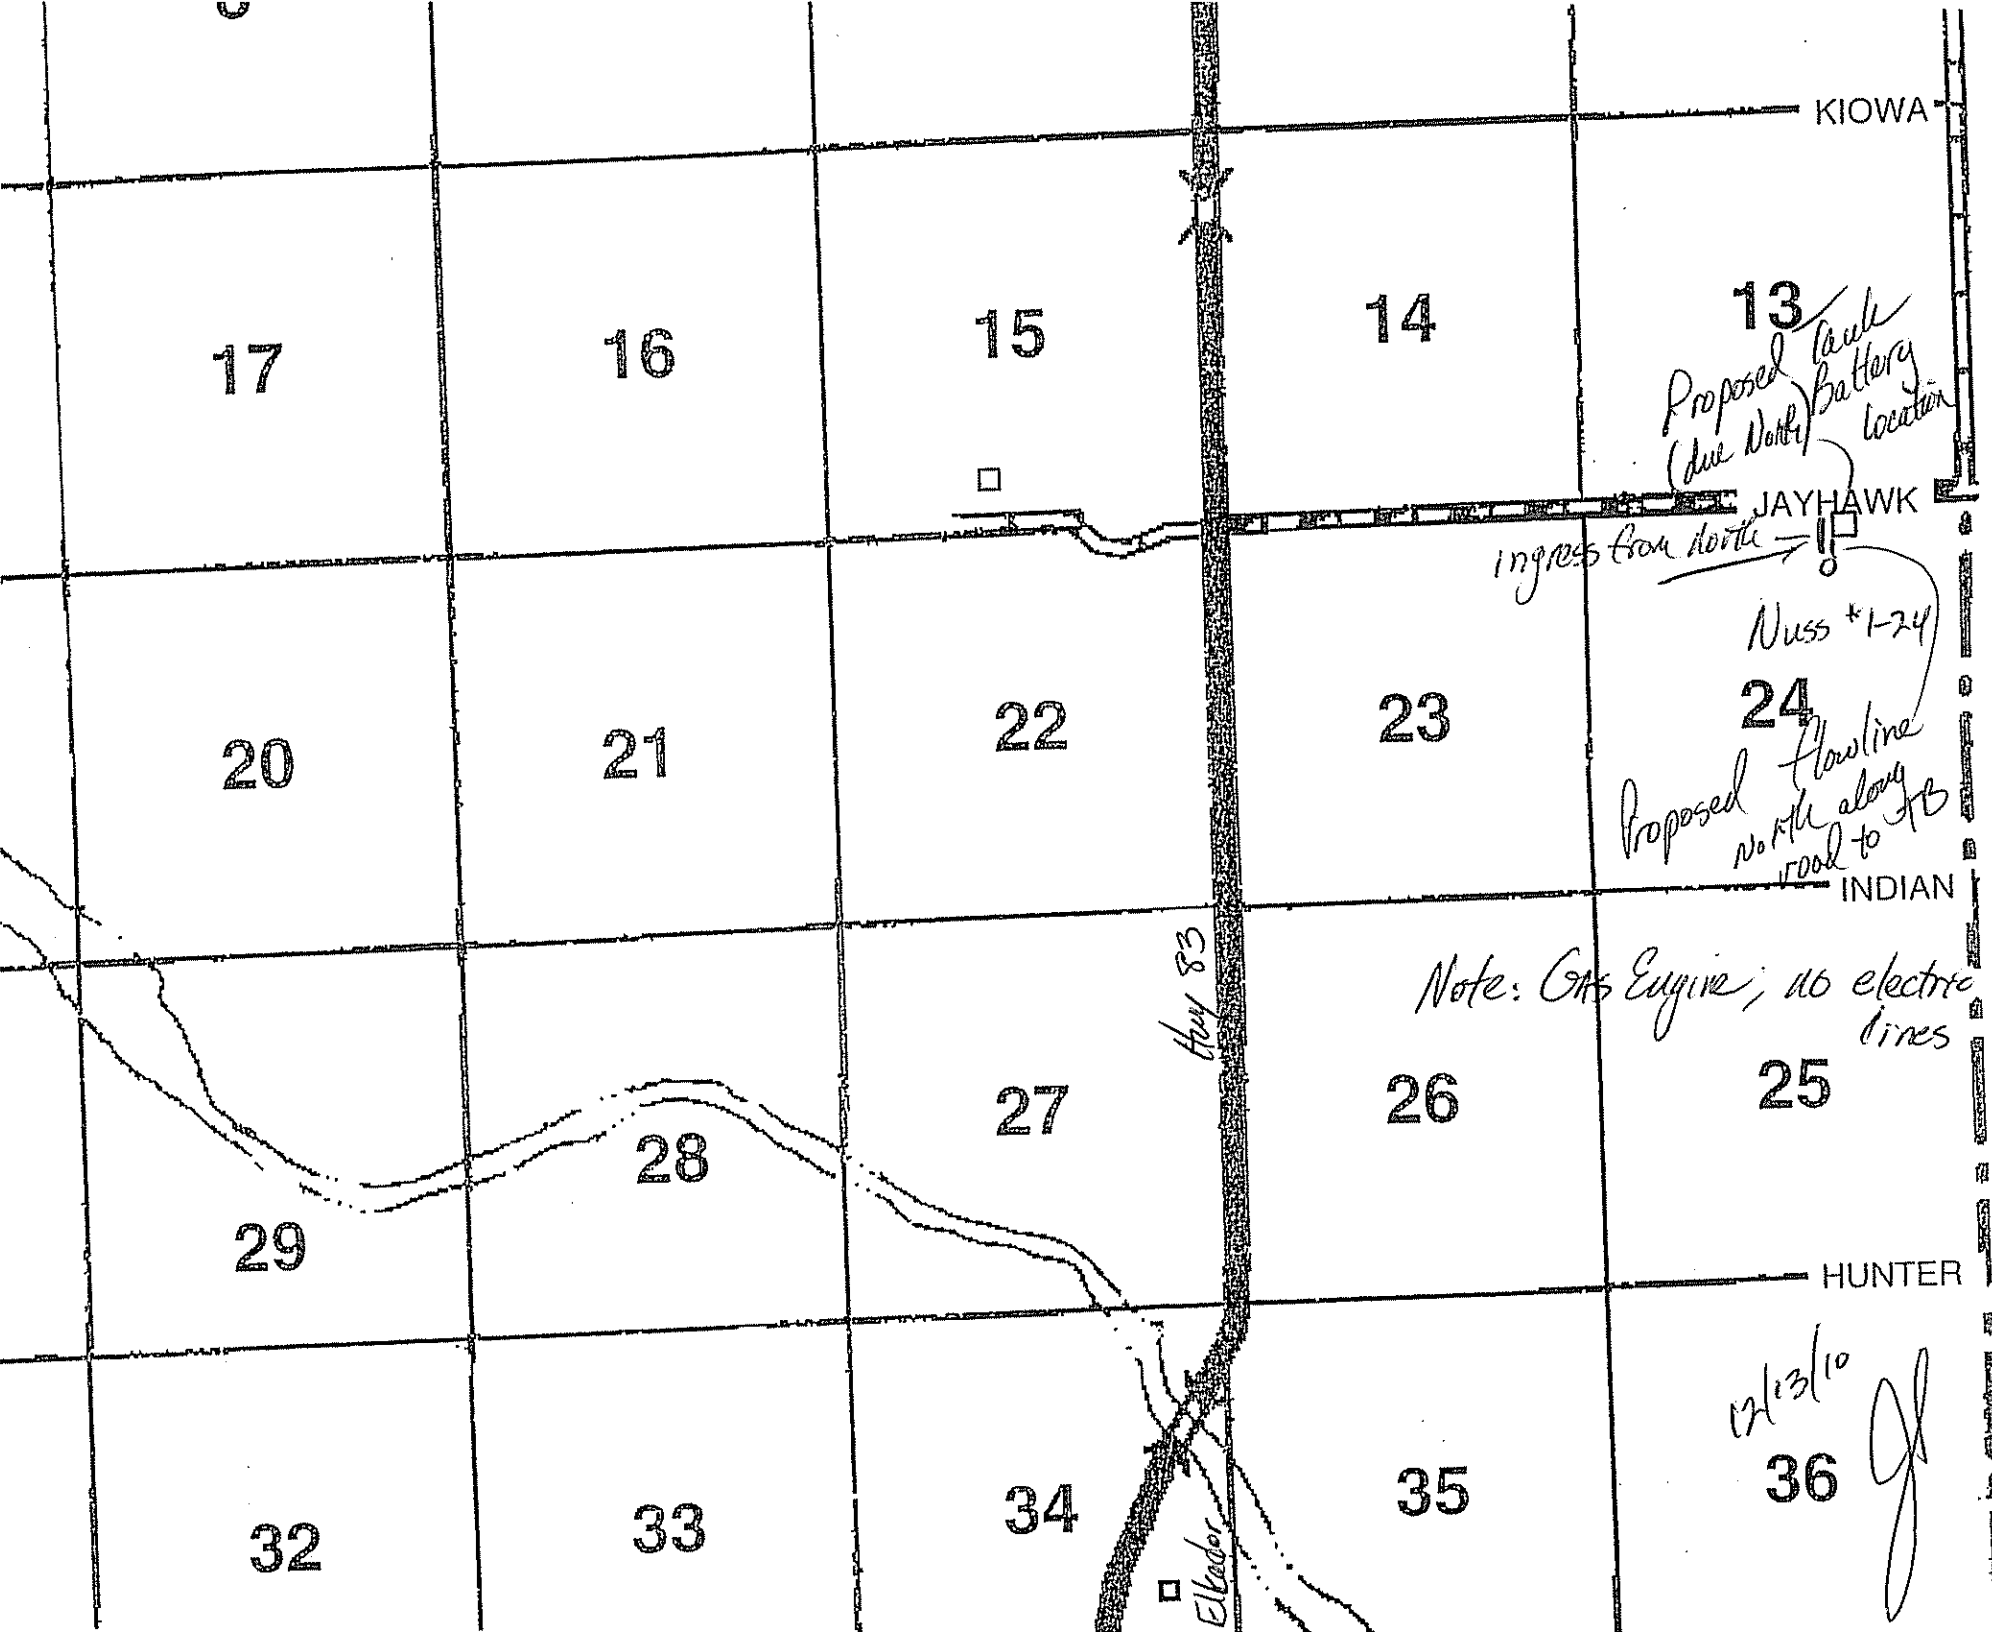 KIOWA
17
16
15
14
13
Proposed Tank
(due North) Battery
location
JAYHAWK
ingress from North
Nuss #1-24
20
21
22
23
24
Proposed flowline
North along
road to TB
INDIAN
Hwy 83
Note: GAS Engine; no electric
lines
29
28
27
26
25
HUNTER
12/13/10
32
33
34
35
36
Elkader